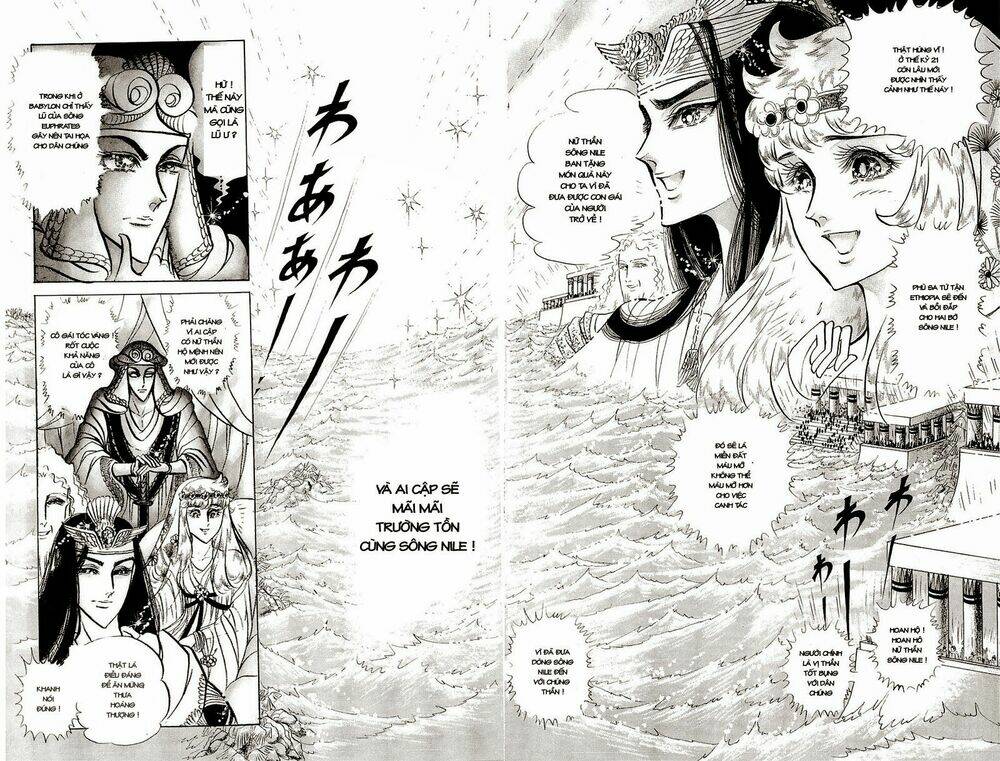 THẬT HÙNG VĨ !
Ở THẾ KỶ 21
CÒN LÂU MỚI
ĐƯỢC NHÌN THẤY
CẢNH NHƯ THẾ NÀY !
NỮ THẦN
SÔNG NILE
BAN TẶNG
MÓN QUÀ NÀY
CHO TA VÌ ĐÃ
ĐƯA ĐƯỢC CON GÁI
CỦA NGƯỜI
TRỞ VỀ !
PHÙ SA TỪ TẬN
ETHIOPIA SẼ ĐẾN
VÀ BỒI ĐẮP
CHO HAI BỜ
SÔNG NILE !
ĐÓ SẼ LÀ
MIỀN ĐẤT
MÀU MỠ
KHÔNG THỂ
MÀU MỠ HƠN
CHO VIỆC
CANH TÁC
わわー
HOAN HÔ !
HOAN HÔ
NỮ THẦN
SÔNG NILE !
NGƯỜI CHÍNH
LÀ VỊ THẦN
TỐT BỤNG
VỚI DÂN
CHÚNG
VÌ ĐÃ ĐƯA
DÒNG SÔNG
NILE ĐẾN
VỚI CHÚNG
THẦN !
わあぁー
わー
VÀ AI CẬP SẼ
MÃI MÃI
TRƯỜNG TỒN
CÙNG SÔNG NILE !
HỪ !
THẾ NÀY
MÀ CŨNG
GỌI LÀ
LŨ Ư ?
TRONG KHI Ở
BABYLON CHỈ THẤY
LŨ CỦA SÔNG
EUPHRATES
GÂY NÊN TAI HỌA
CHO DÂN CHÚNG
PHẢI CHĂNG
VÌ AI CẬP
CÓ NỮ THẦN
HỘ MỆNH NÊN
MỚI ĐƯỢC
NHƯ VẬY ?
CÔ GÁI TÓC VÀNG !
RỐT CUỘC
KHẢ NĂNG
CỦA CÔ
LÀ GÌ VẬY ?
THẬT LÀ
ĐIỀU ĐÁNG
ĐỂ ĂN MỪNG
THƯA
HOÀNG
THƯỢNG !
KHANH
NÓI
ĐÚNG !